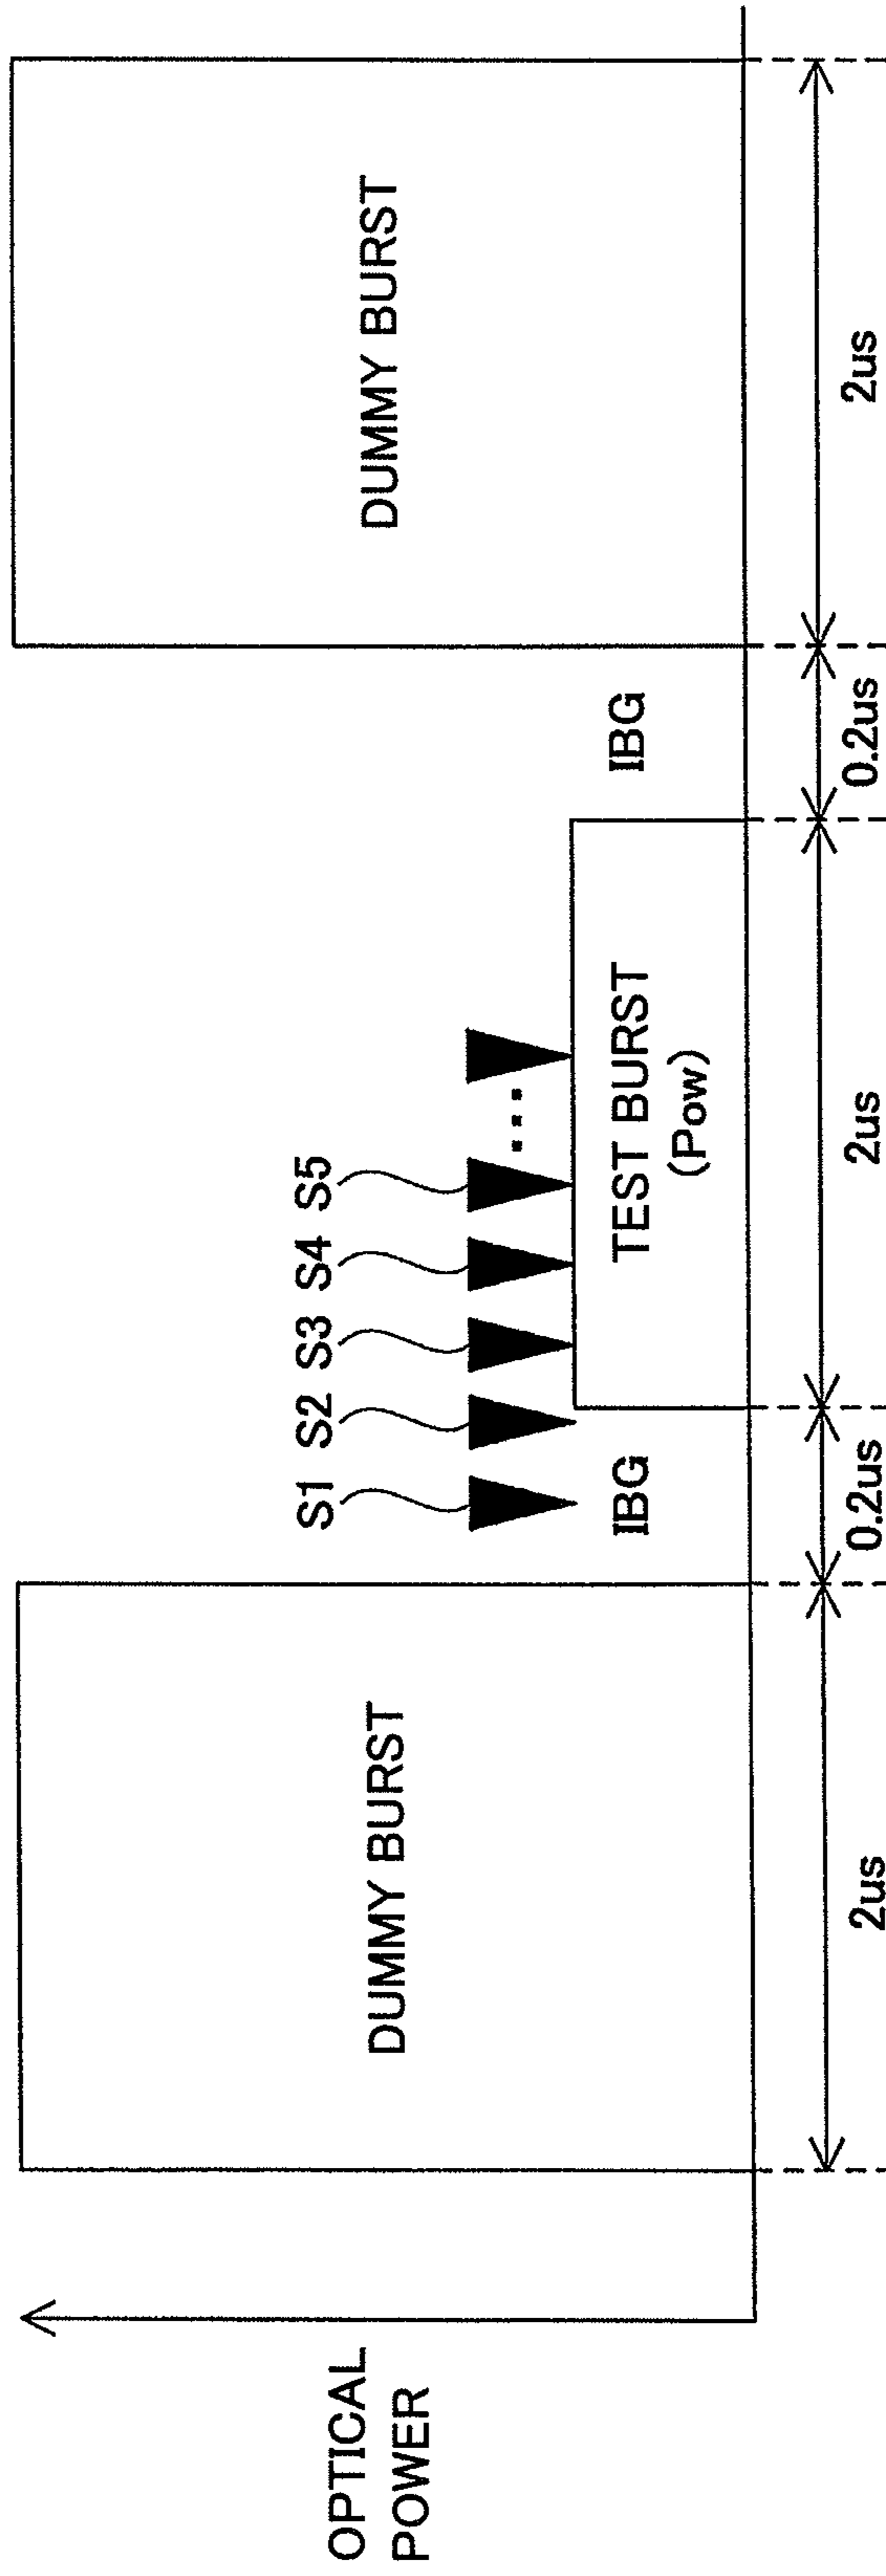 OPTICAL
POWER
DUMMY BURST
S1
S2
S3
S4
S5
IBG
TEST BURST
(Pow)
IBG
DUMMY BURST
2us
0.2us
2us
0.2us
2us